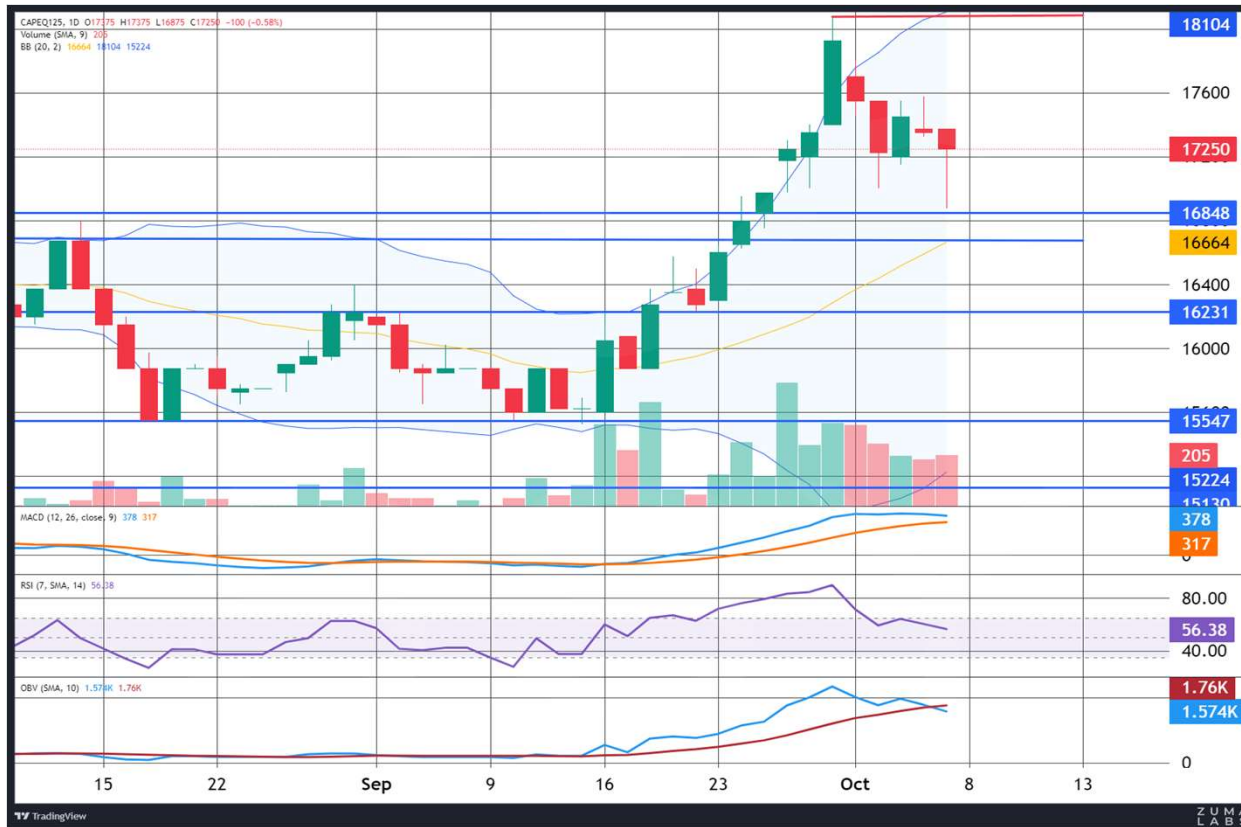 CAPEQ125, 1D O17375 H17375 L16875 C17250 −100 (−0.58%)
Volume (SMA, 9) 205
BB (20, 2) 16664 18104 15224
18104
17600
17250
16848
16664
16400
16231
16000
15547
205
15224
15130
MACD (12, 26, close, 9) 378 317
378
317
0
RSI (7, SMA, 14) 56.38
80.00
56.38
40.00
OBV (SMA, 10) 1.574K 1.76K
1.76K
1.574K
0
15 22 Sep 9 16 23 Oct 8 13
TradingView
ZUMA
LABS